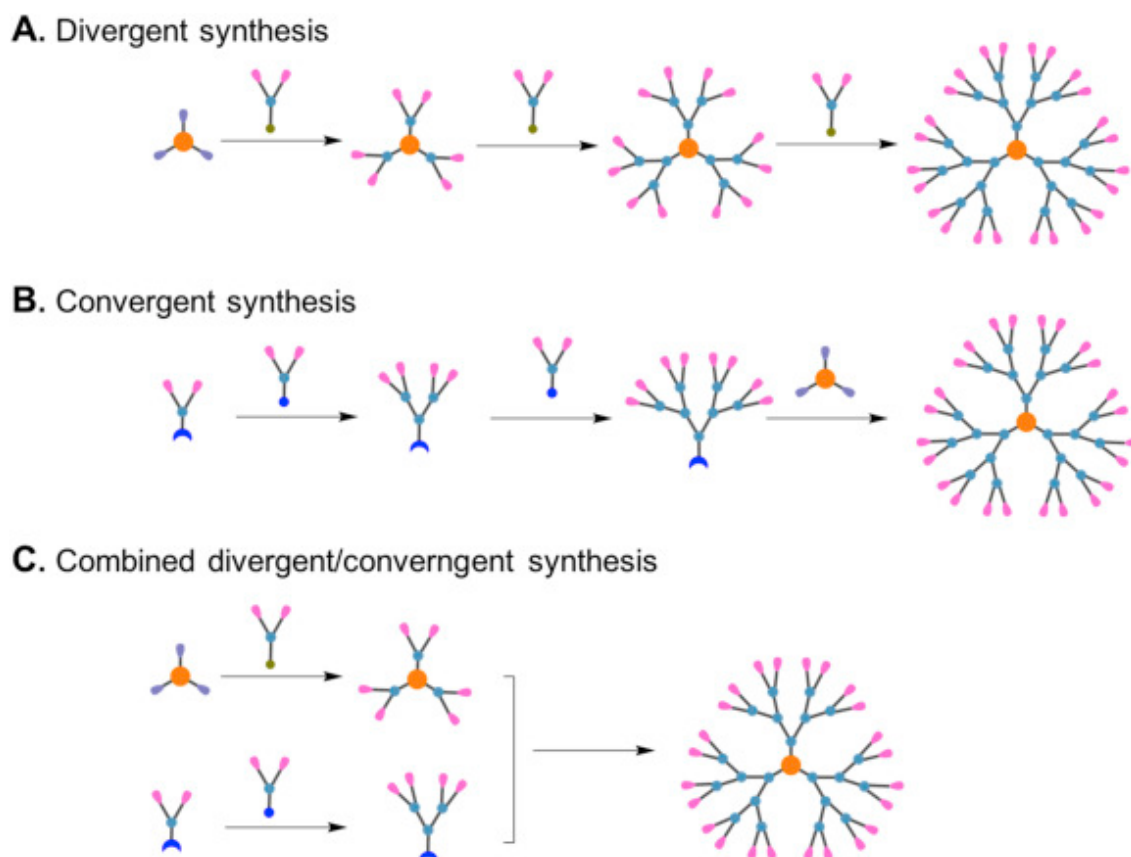 A. Divergent synthesis
B. Convergent synthesis
C. Combined divergent/converngent synthesis